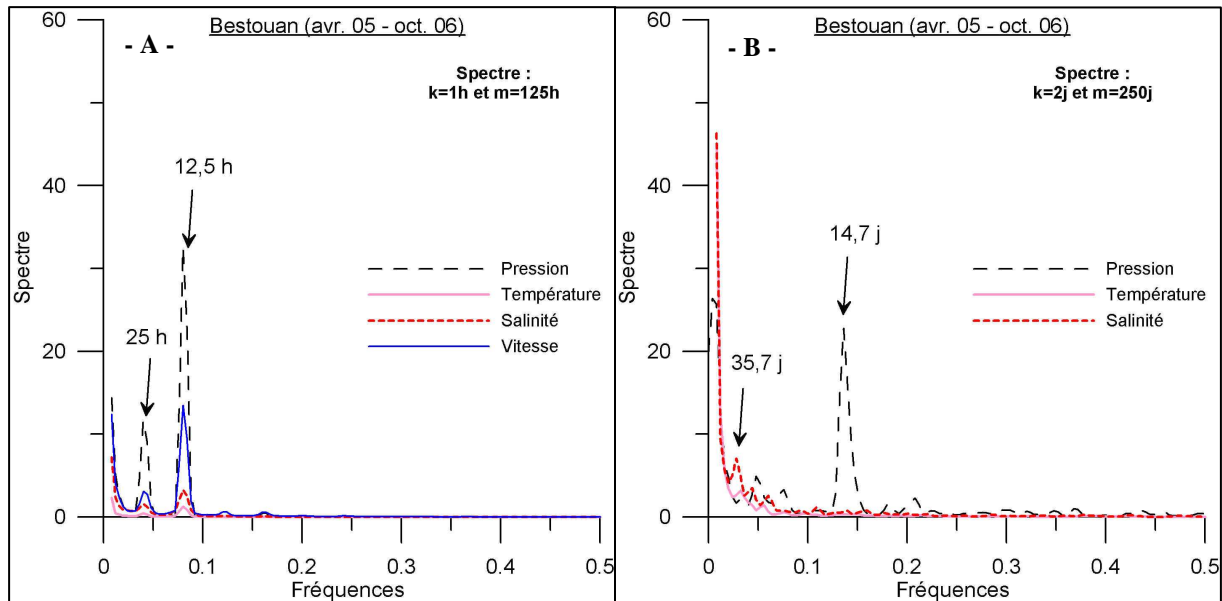 Bestouan (avr. 05 - oct. 06)
- A -
Spectre :
k=1h et m=125h
60
40
20
0
Spectre
12,5 h
25 h
Pression
Température
Salinité
Vitesse
0 0.1 0.2 0.3 0.4 0.5
Fréquences
Bestouan (avr. 05 - oct. 06)
- B -
Spectre :
k=2j et m=250j
60
40
20
0
Spectre
14,7 j
35,7 j
Pression
Température
Salinité
0 0.1 0.2 0.3 0.4 0.5
Fréquences